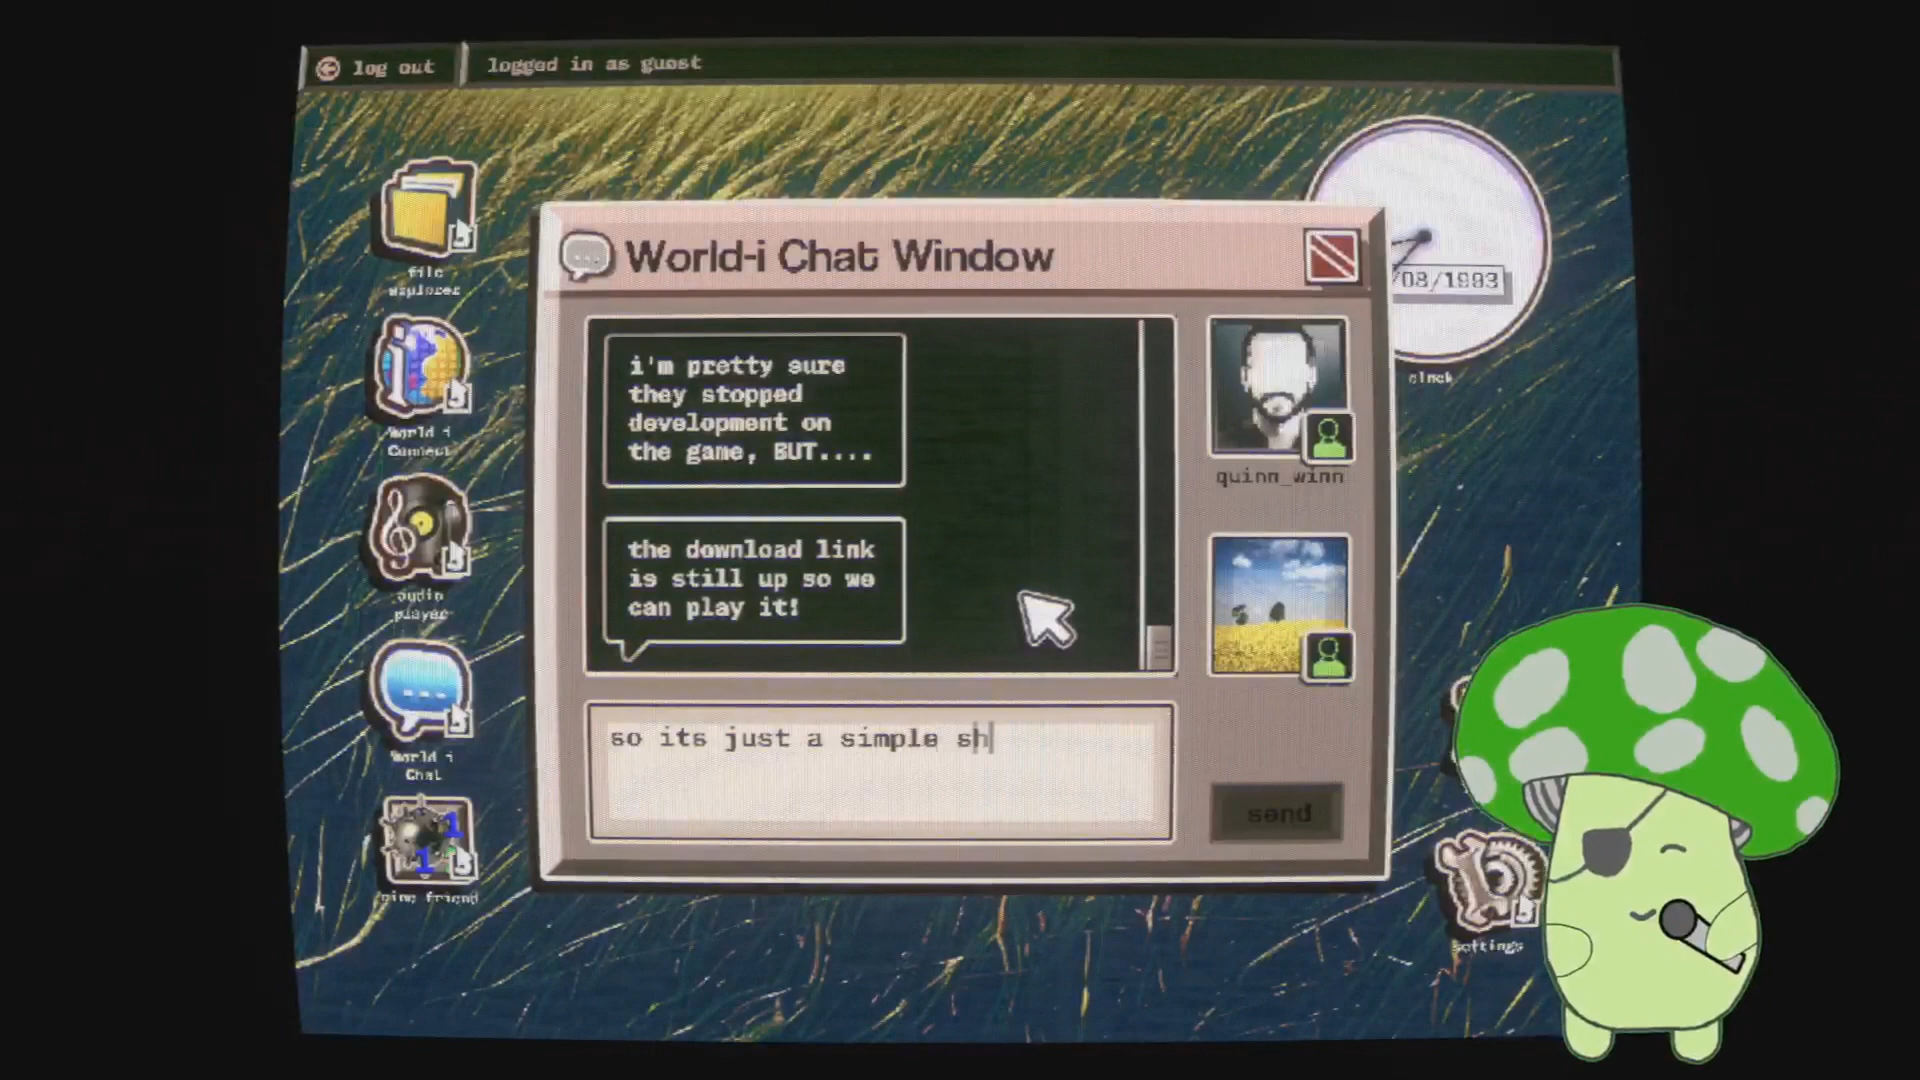 log out
logged in as guest
file
explorer
World i
Connect
audio
player
World i
Chat
settings
clock
/08/1993
World-i Chat Window
i'm pretty sure
they stopped
development on
the game, BUT....
the download link
is still up so we
can play it!
quinn_winn
so its just a simple sh
send